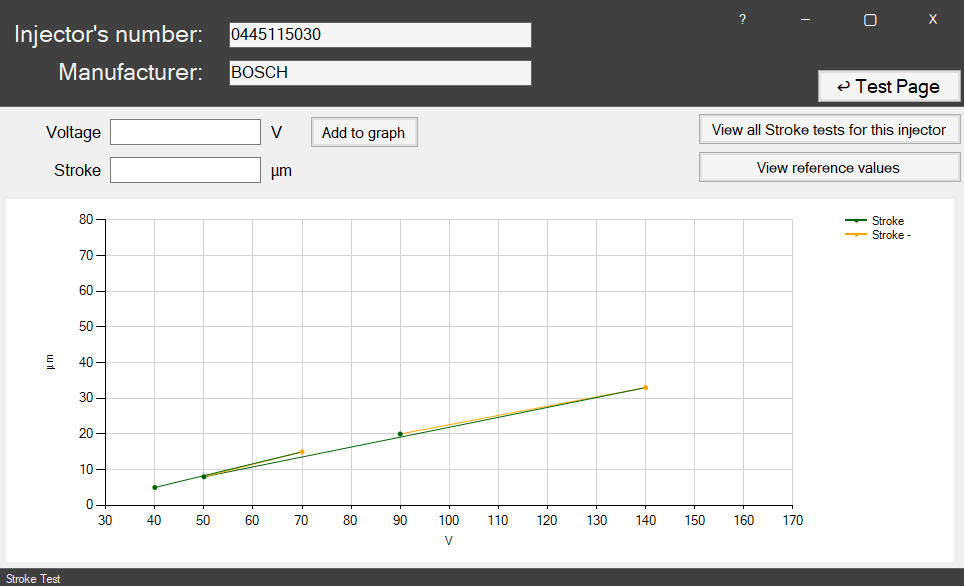 Injector's number: 0445115030
? – ▢ X
Manufacturer: BOSCH
↩ Test Page
Voltage V
Add to graph
View all Stroke tests for this injector
Stroke µm
View reference values
80
70
60
50
40
30
20
10
0
µm
30 40 50 60 70 80 90 100 110 120 130 140 150 160 170
V
Stroke
Stroke -
Stroke Test